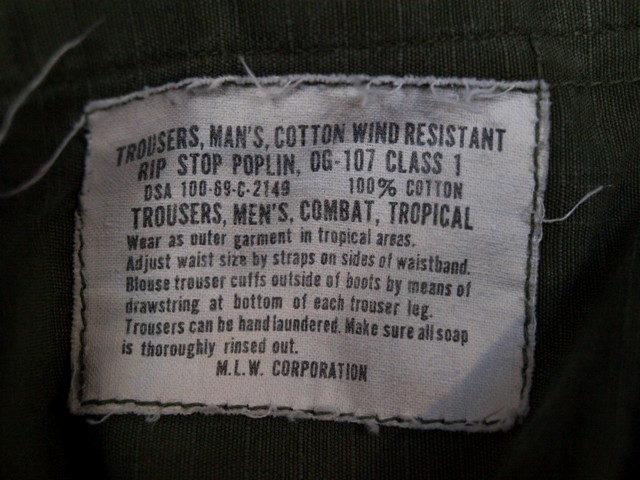 TROUSERS, MAN'S, COTTON WIND RESISTANT
RIP STOP POPLIN, OG-107 CLASS 1
DSA 100-69-C-2149 100% COTTON
TROUSERS, MEN'S, COMBAT, TROPICAL
Wear as outer garment in tropical areas.
Adjust waist size by straps on sides of waistband.
Blouse trouser cuffs outside of boots by means of
drawstring at bottom of each trouser leg.
Trousers can be hand laundered. Make sure all soap
is thoroughly rinsed out.
M.L.W. CORPORATION